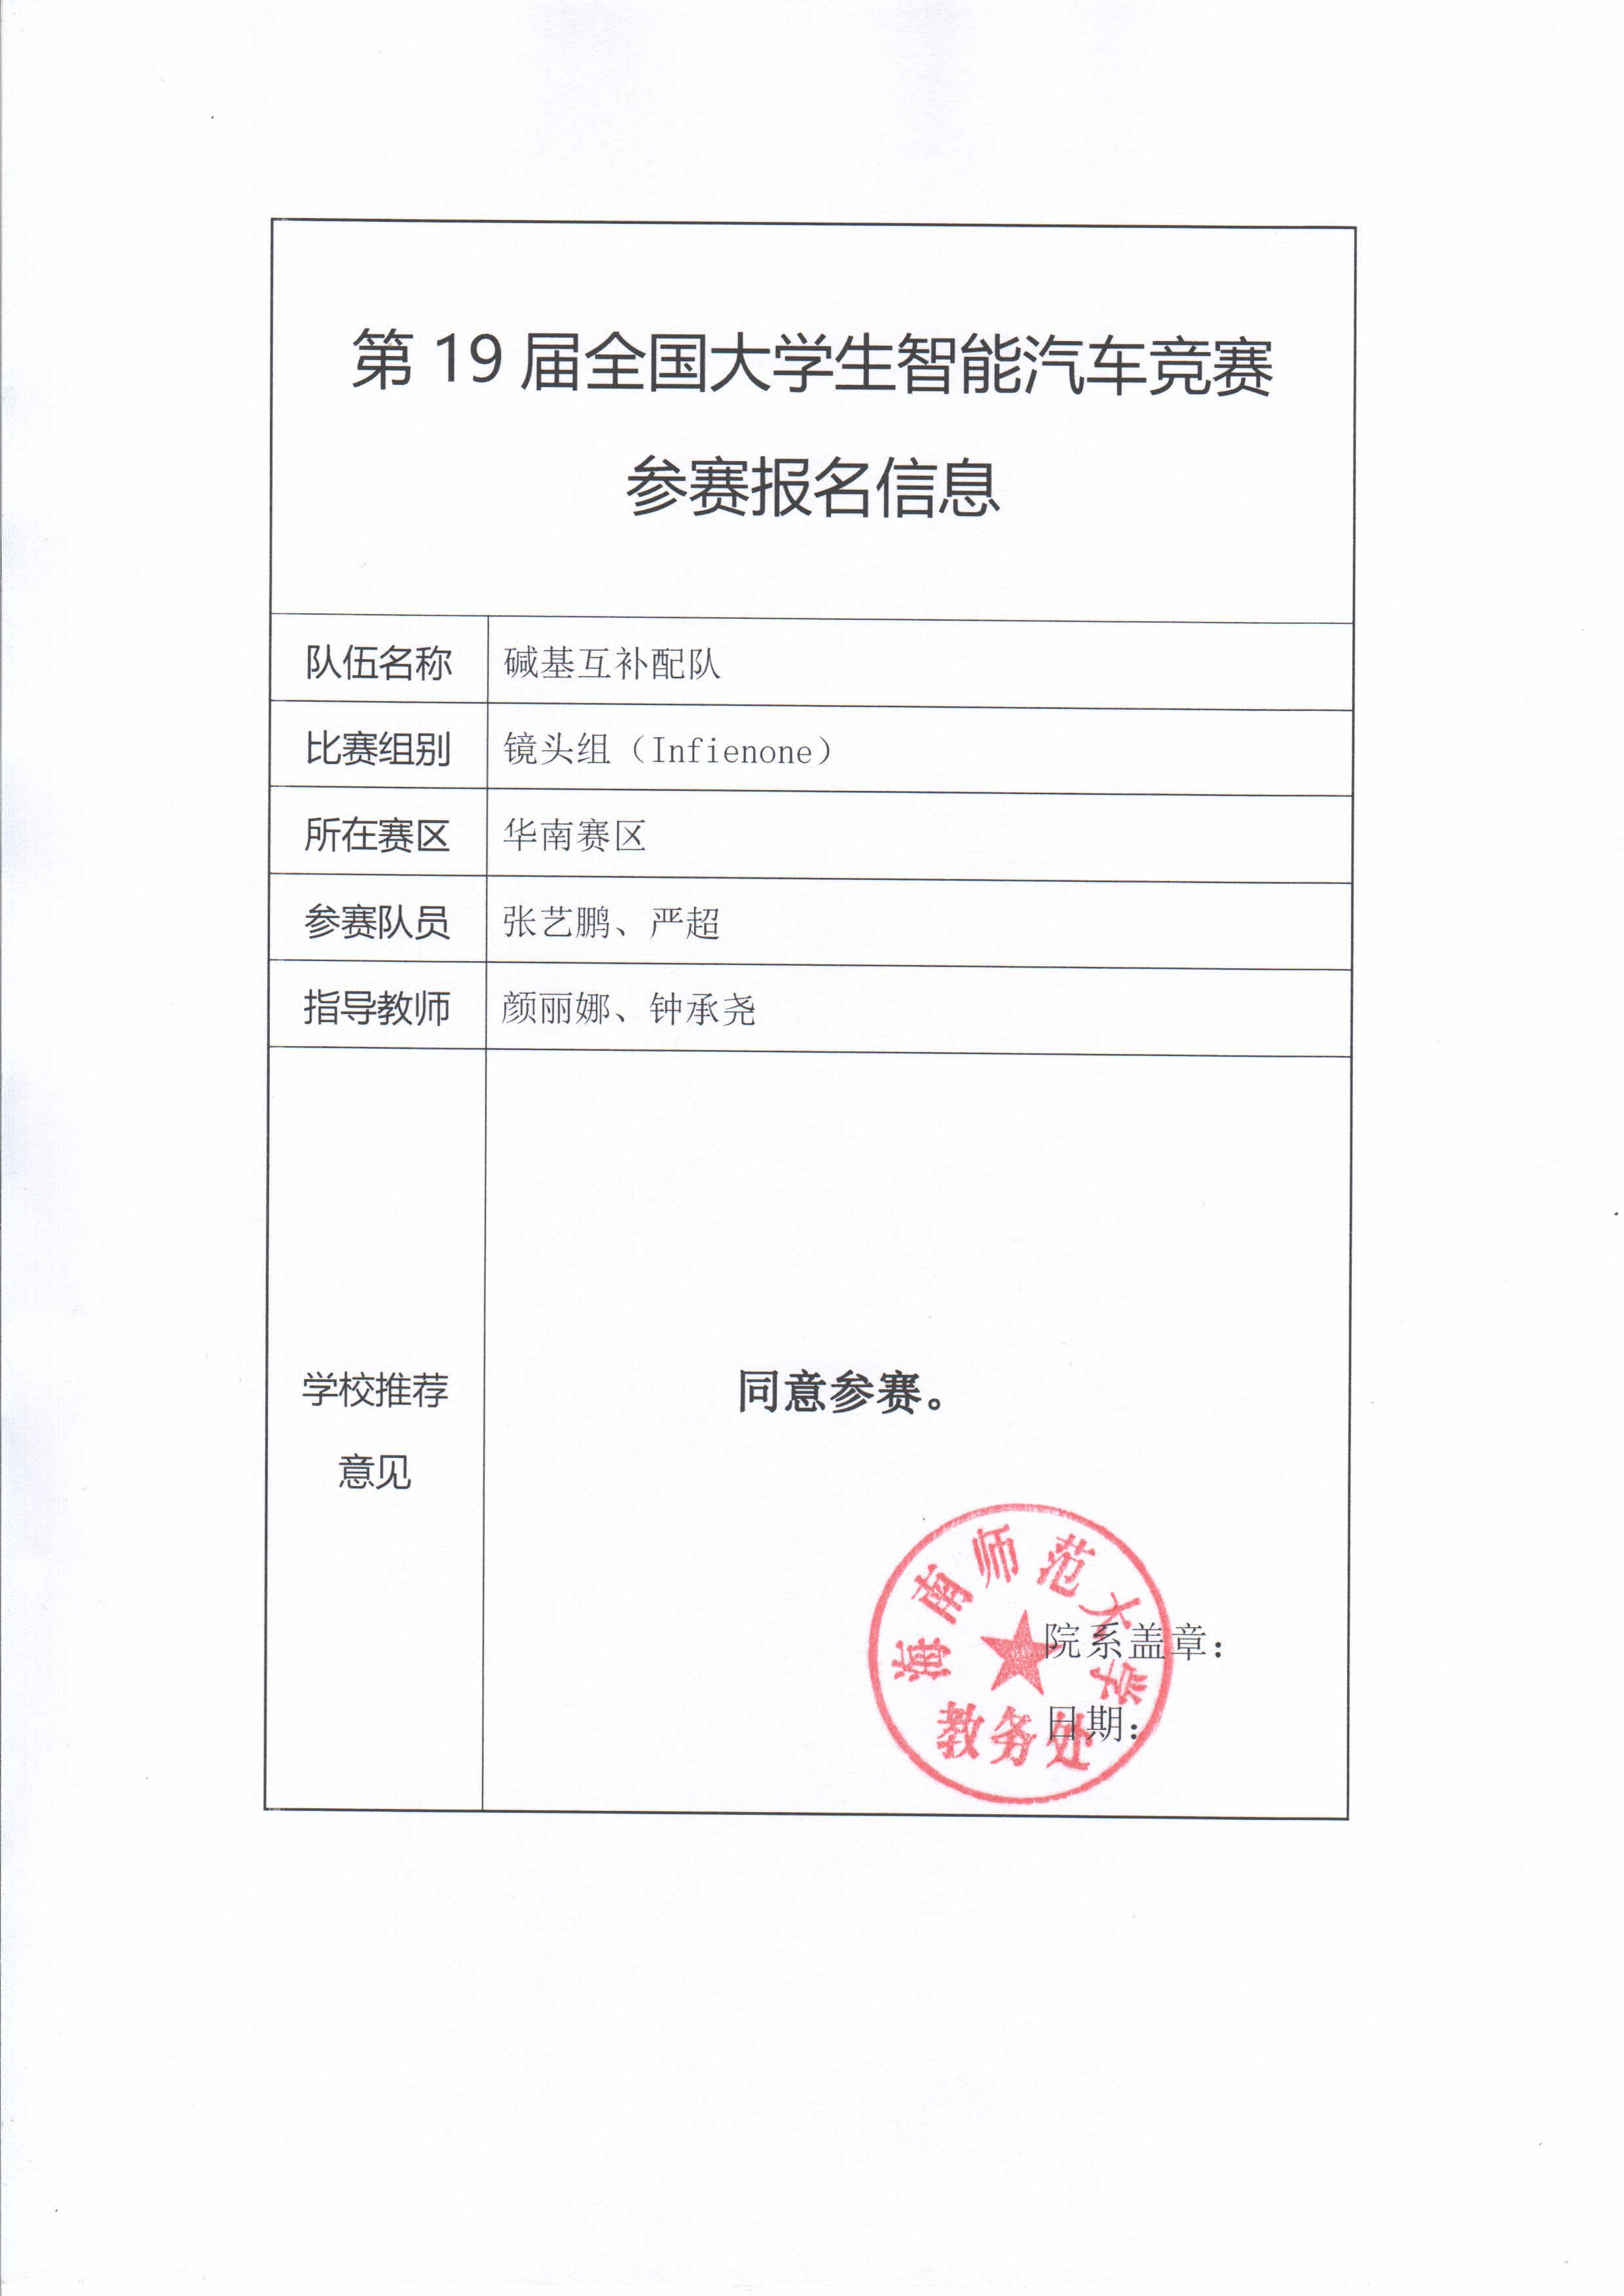 第 19 届全国大学生智能汽车竞赛
参赛报名信息
队伍名称 碱基互补配队
比赛组别 镜头组（Infienone）
所在赛区 华南赛区
参赛队员 张艺鹏、严超
指导教师 颜丽娜、钟承尧
学校推荐
意见
同意参赛。
海南师范大学
院系盖章：
教务处
日期：